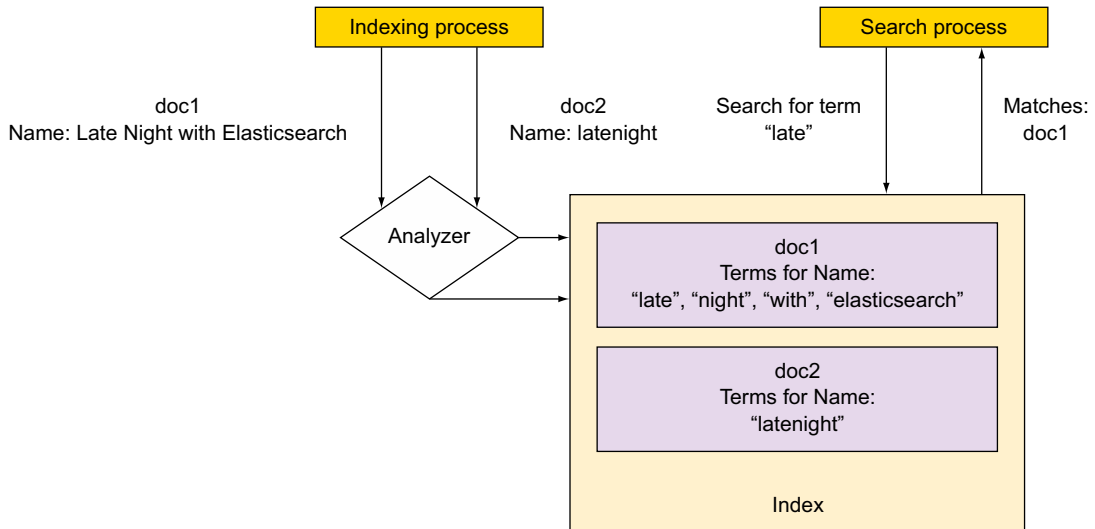 Indexing process
Search process
doc1
Name: Late Night with Elasticsearch
doc2
Name: latenight
Search for term
“late”
Matches:
doc1
Analyzer
doc1
Terms for Name:
“late”, “night”, “with”, “elasticsearch”
doc2
Terms for Name:
“latenight”
Index